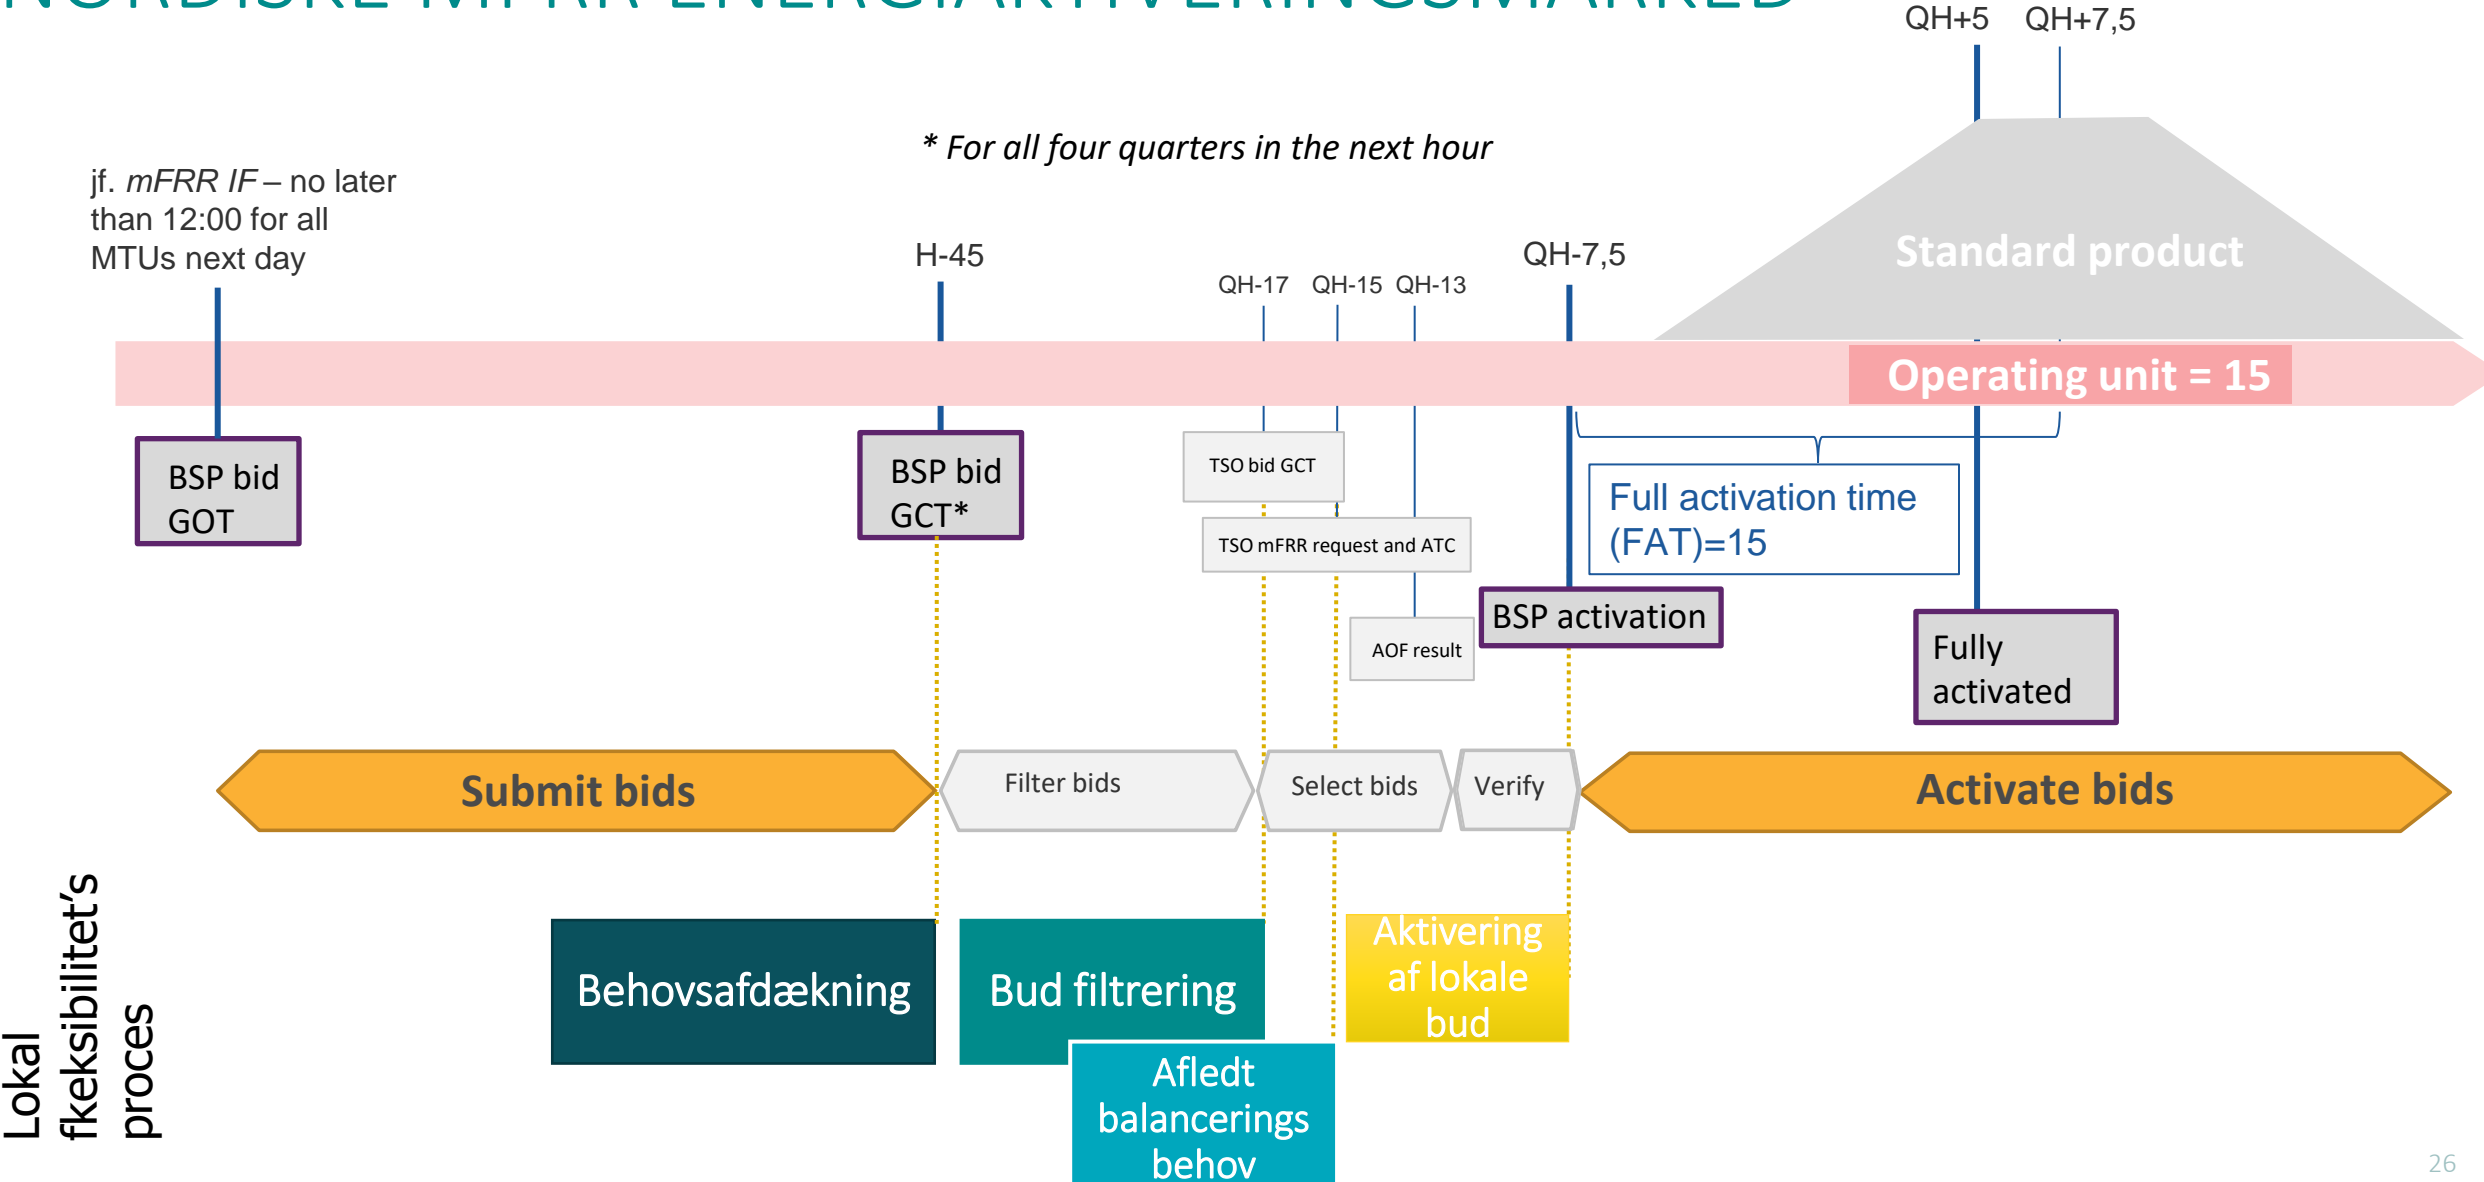 NORDISKE MFRR ENERGIAKTIVERINGSMARKED
QH+5
QH+7,5
* For all four quarters in the next hour
jf. mFRR IF – no later
than 12:00 for all
MTUs next day
H-45
QH-17
QH-15
QH-13
QH-7,5
Standard product
Operating unit = 15
BSP bid
GOT
BSP bid
GCT*
TSO bid GCT
TSO mFRR request and ATC
AOF result
Full activation time
(FAT)=15
BSP activation
Fully
activated
Submit bids
Filter bids
Select bids
Verify
Activate bids
Lokal
fkeksibilitet's
proces
Behovsafdækning
Bud filtrering
Afledt
balancerings
behov
Aktivering
af lokale
bud
26